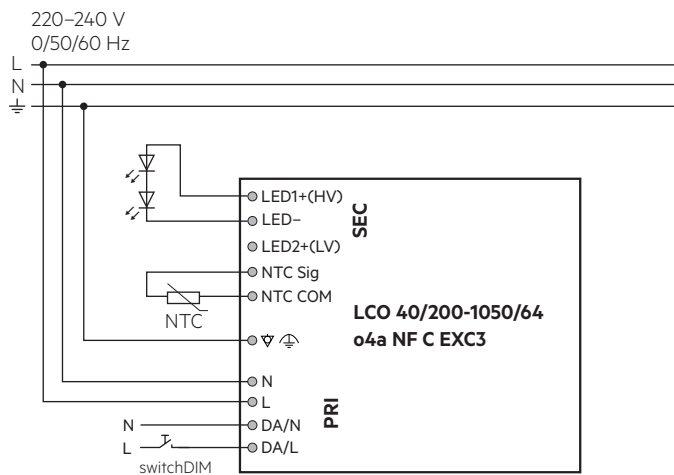 220–240 V
0/50/60 Hz
L
N
LED1+(HV)
LED–
LED2+(LV)
SEC
NTC Sig
NTC COM
NTC
LCO 40/200-1050/64
o4a NF C EXC3
N
L
PRI
N DA/N
L DA/L
switchDIM